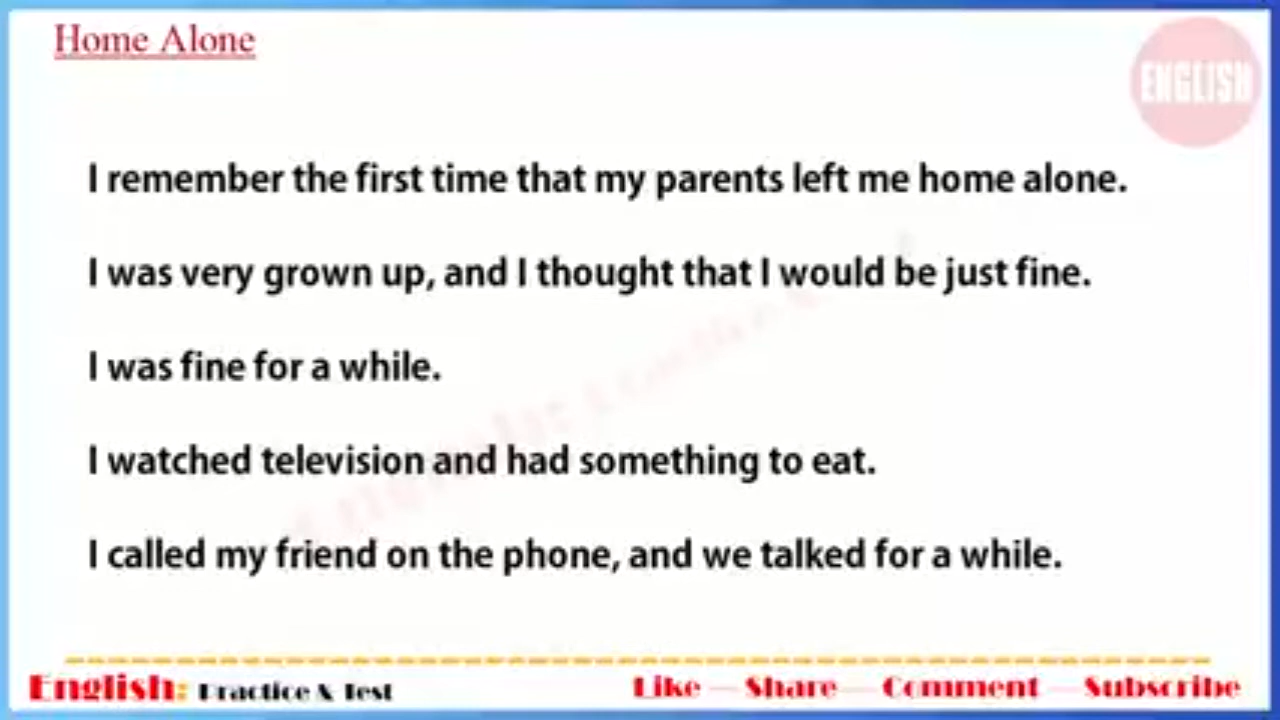 Home Alone
ENGLISH
I remember the first time that my parents left me home alone.
I was very grown up, and I thought that I would be just fine.
I was fine for a while.
I watched television and had something to eat.
I called my friend on the phone, and we talked for a while.
English: Practice & Test
Like — Share — Comment — Subscribe